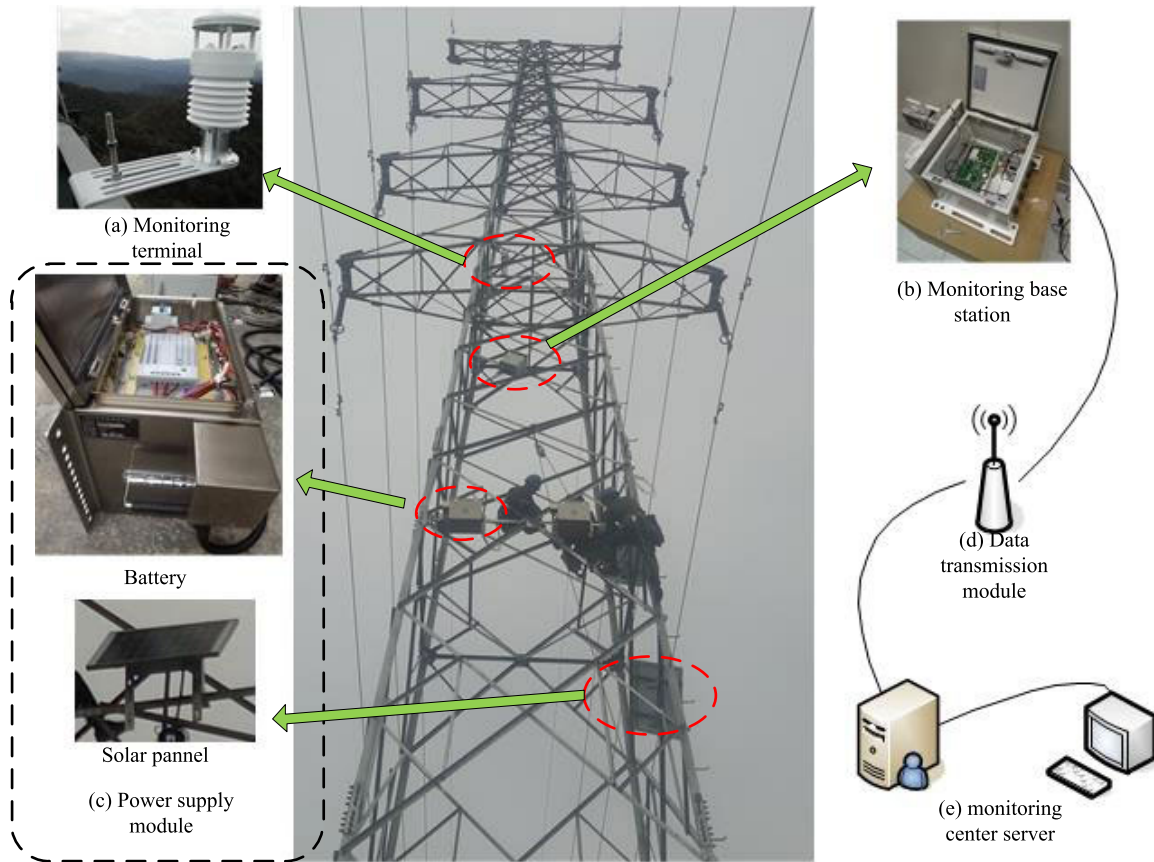 (a) Monitoring
terminal
Battery
Solar pannel
(c) Power supply
module
(b) Monitoring base
station
(d) Data
transmission
module
(e) monitoring
center server